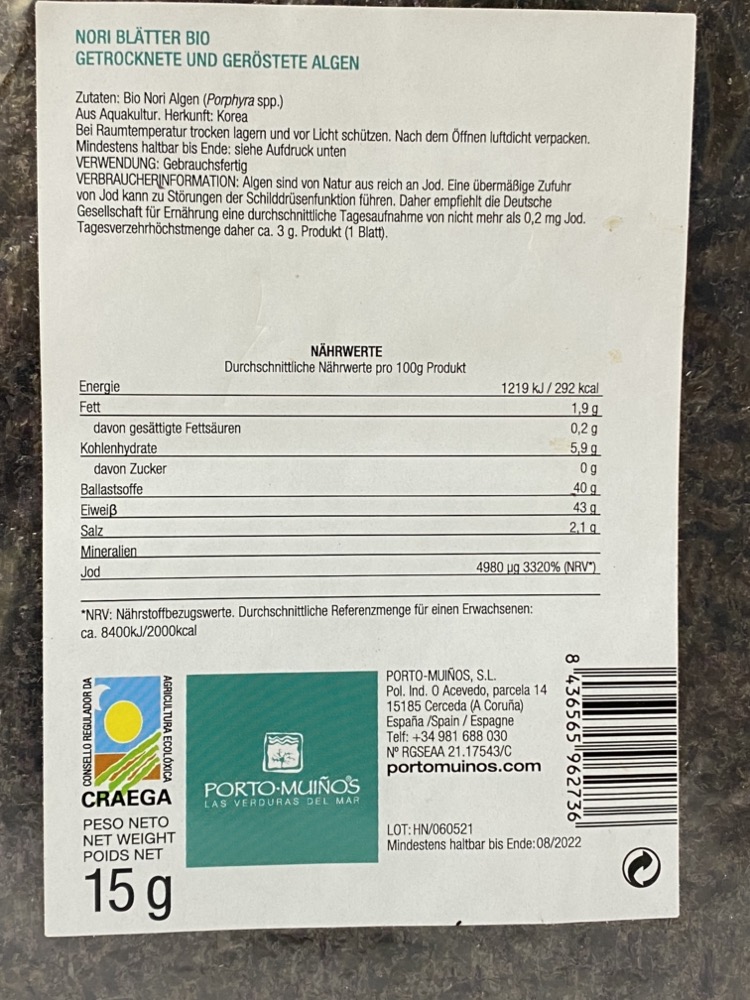 NORI BLÄTTER BIO
GETROCKNETE UND GERÖSTETE ALGEN
Zutaten: Bio Nori Algen (Porphyra spp.)
Aus Aquakultur. Herkunft: Korea
Bei Raumtemperatur trocken lagern und vor Licht schützen. Nach dem Öffnen luftdicht verpacken.
Mindestens haltbar bis Ende: siehe Aufdruck unten
VERWENDUNG: Gebrauchsfertig
VERBRAUCHERINFORMATION: Algen sind von Natur aus reich an Jod. Eine übermäßige Zufuhr
von Jod kann zu Störungen der Schilddrüsenfunktion führen. Daher empfiehlt die Deutsche
Gesellschaft für Ernährung eine durchschnittliche Tagesaufnahme von nicht mehr als 0,2 mg Jod.
Tagesverzehrhöchstmenge daher ca. 3 g. Produkt (1 Blatt).
NÄHRWERTE
Durchschnittliche Nährwerte pro 100g Produkt
Energie 1219 kJ / 292 kcal
Fett 1,9 g
davon gesättigte Fettsäuren 0,2 g
Kohlenhydrate 5,9 g
davon Zucker 0 g
Ballastsoffe 40 g
Eiweiß 43 g
Salz 2,1 g
Mineralien
Jod 4980 µg 3320% (NRV*)
*NRV: Nährstoffbezugswerte. Durchschnittliche Referenzmenge für einen Erwachsenen:
ca. 8400kJ/2000kcal
CONSELLO REGULADOR DA
AGRICULTURA ECOLÓXICA
CRAEGA
PESO NETO
NET WEIGHT
POIDS NET
15 g
PORTO·MUIÑOS
LAS VERDURAS DEL MAR
PORTO-MUIÑOS, S.L.
Pol. Ind. O Acevedo, parcela 14
15185 Cerceda (A Coruña)
España /Spain / Espagne
Telf: +34 981 688 030
Nº RGSEAA 21.17543/C
portomuinos.com
LOT: HN/060521
Mindestens haltbar bis Ende: 08/2022
8 436565 962736